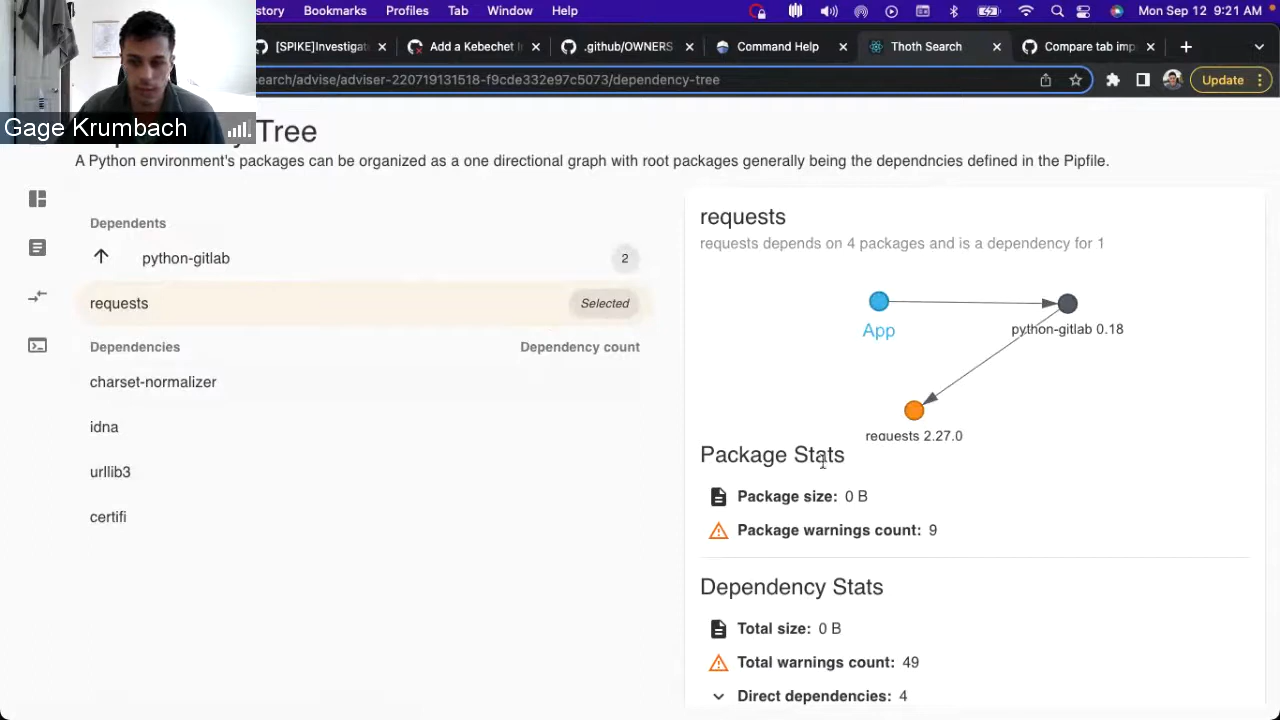 story Bookmarks Profiles Tab Window Help Mon Sep 12 9:21 AM
[SPIKE]Investigat Add a Kebechet I .github/OWNERS Command Help Thoth Search Compare tab imp
search/advise/adviser-220719131518-f9cde332e97c5073/dependency-tree Update
Gage Krumbach
Tree
A Python environment's packages can be organized as a one directional graph with root packages generally being the dependncies defined in the Pipfile.
Dependents
python-gitlab 2
requests Selected
Dependencies Dependency count
charset-normalizer
idna
urllib3
certifi
requests
requests depends on 4 packages and is a dependency for 1
App
python-gitlab 0.18
requests 2.27.0
Package Stats
Package size: 0 B
Package warnings count: 9
Dependency Stats
Total size: 0 B
Total warnings count: 49
Direct dependencies: 4